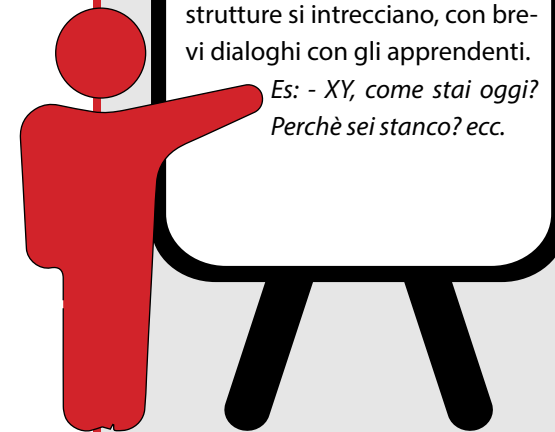 strutture si intrecciano, con bre-
vi dialoghi con gli apprendenti.
Es: - XY, come stai oggi?
Perchè sei stanco? ecc.